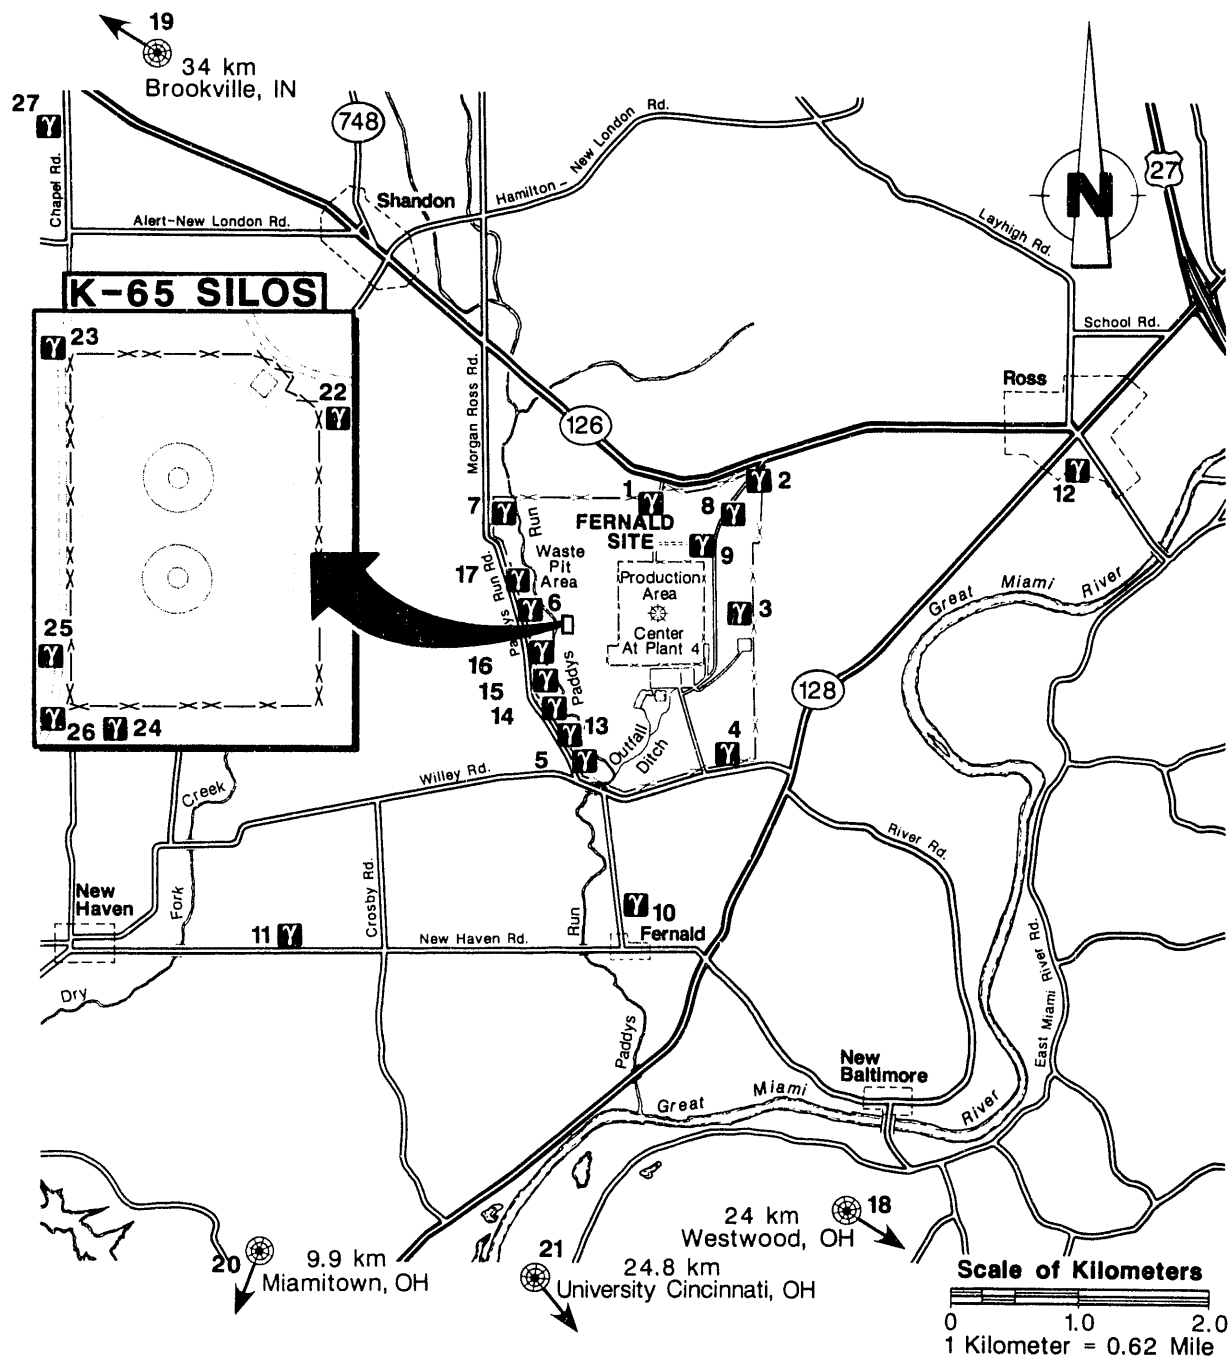 19
34 km
Brookville, IN
27
γ
Chapel Rd.
748
Shandon
Alert-New London Rd.
Hamilton – New London Rd.
Layhigh Rd.
N
27
School Rd.
Ross
12
γ
K-65 SILOS
23
γ
22
γ
25
γ
26
γ
24
γ
Morgan Ross Rd.
126
1
γ
2
γ
7
γ
8
γ
FERNALD
SITE
9
γ
Run
Waste
Pit
Area
17
γ
Paddys Run Rd.
6
γ
Production
Area
Center
At Plant 4
3
γ
16
γ
15
γ
14
γ
Paddys
13
γ
5
γ
Outfall
Ditch
4
γ
128
Great Miami River
Willey Rd.
Creek
Fork
Dry
New
Haven
Crosby Rd.
11
γ
New Haven Rd.
Run
10
γ
Fernald
River Rd.
East Miami River Rd.
Paddys
New
Baltimore
Great Miami River
18
24 km
Westwood, OH
20
9.9 km
Miamitown, OH
21
24.8 km
University Cincinnati, OH
Scale of Kilometers
0 1.0 2.0
1 Kilometer = 0.62 Mile